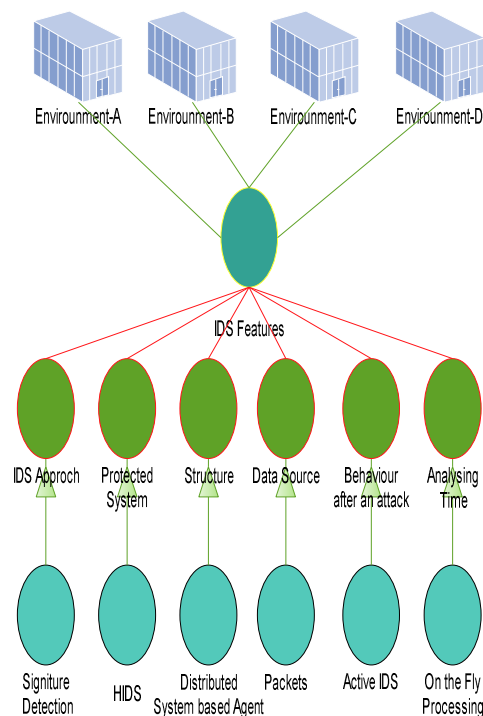 Environment-A
Environment-B
Environment-C
Environment-D
IDS Features
IDS Approch
Protected
System
Structure
Data Source
Behaviour
after an attack
Analysing
Time
Signiture
Detection
HIDS
Distributed
System based Agent
Packets
Active IDS
On the Fly
Processing